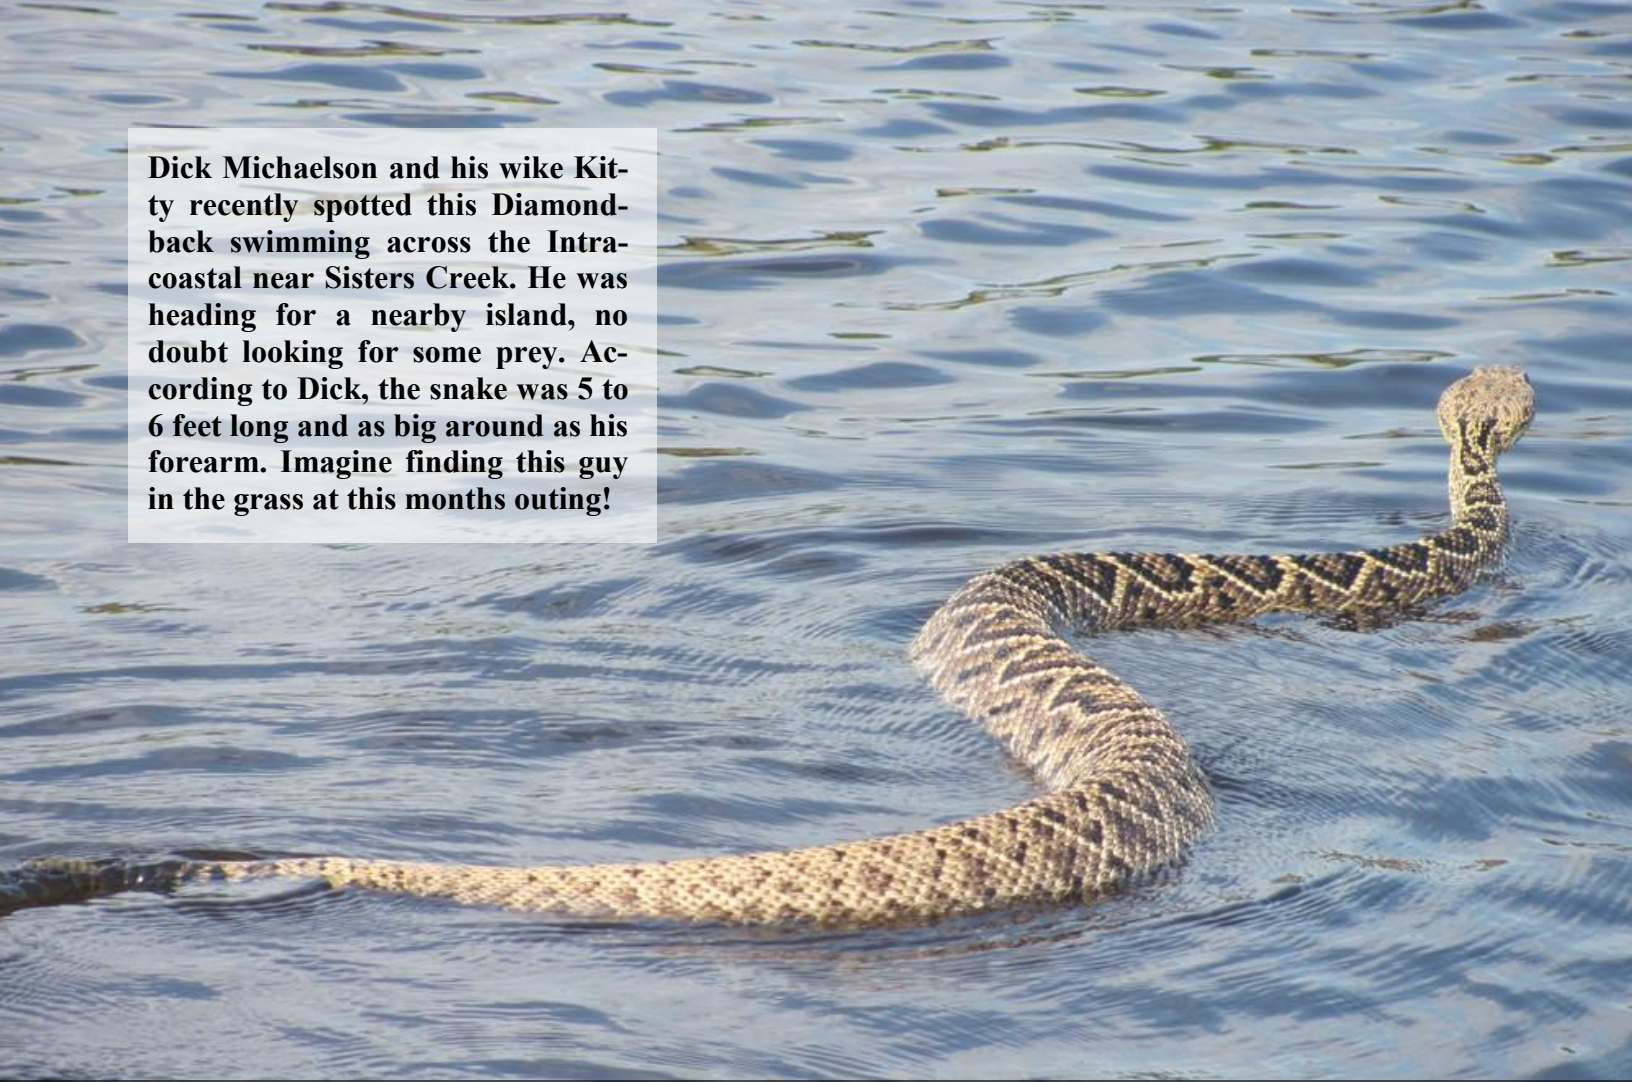 Dick Michaelson and his wike Kit-
ty recently spotted this Diamond-
back swimming across the Intra-
coastal near Sisters Creek. He was
heading for a nearby island, no
doubt looking for some prey. Ac-
cording to Dick, the snake was 5 to
6 feet long and as big around as his
forearm. Imagine finding this guy
in the grass at this months outing!